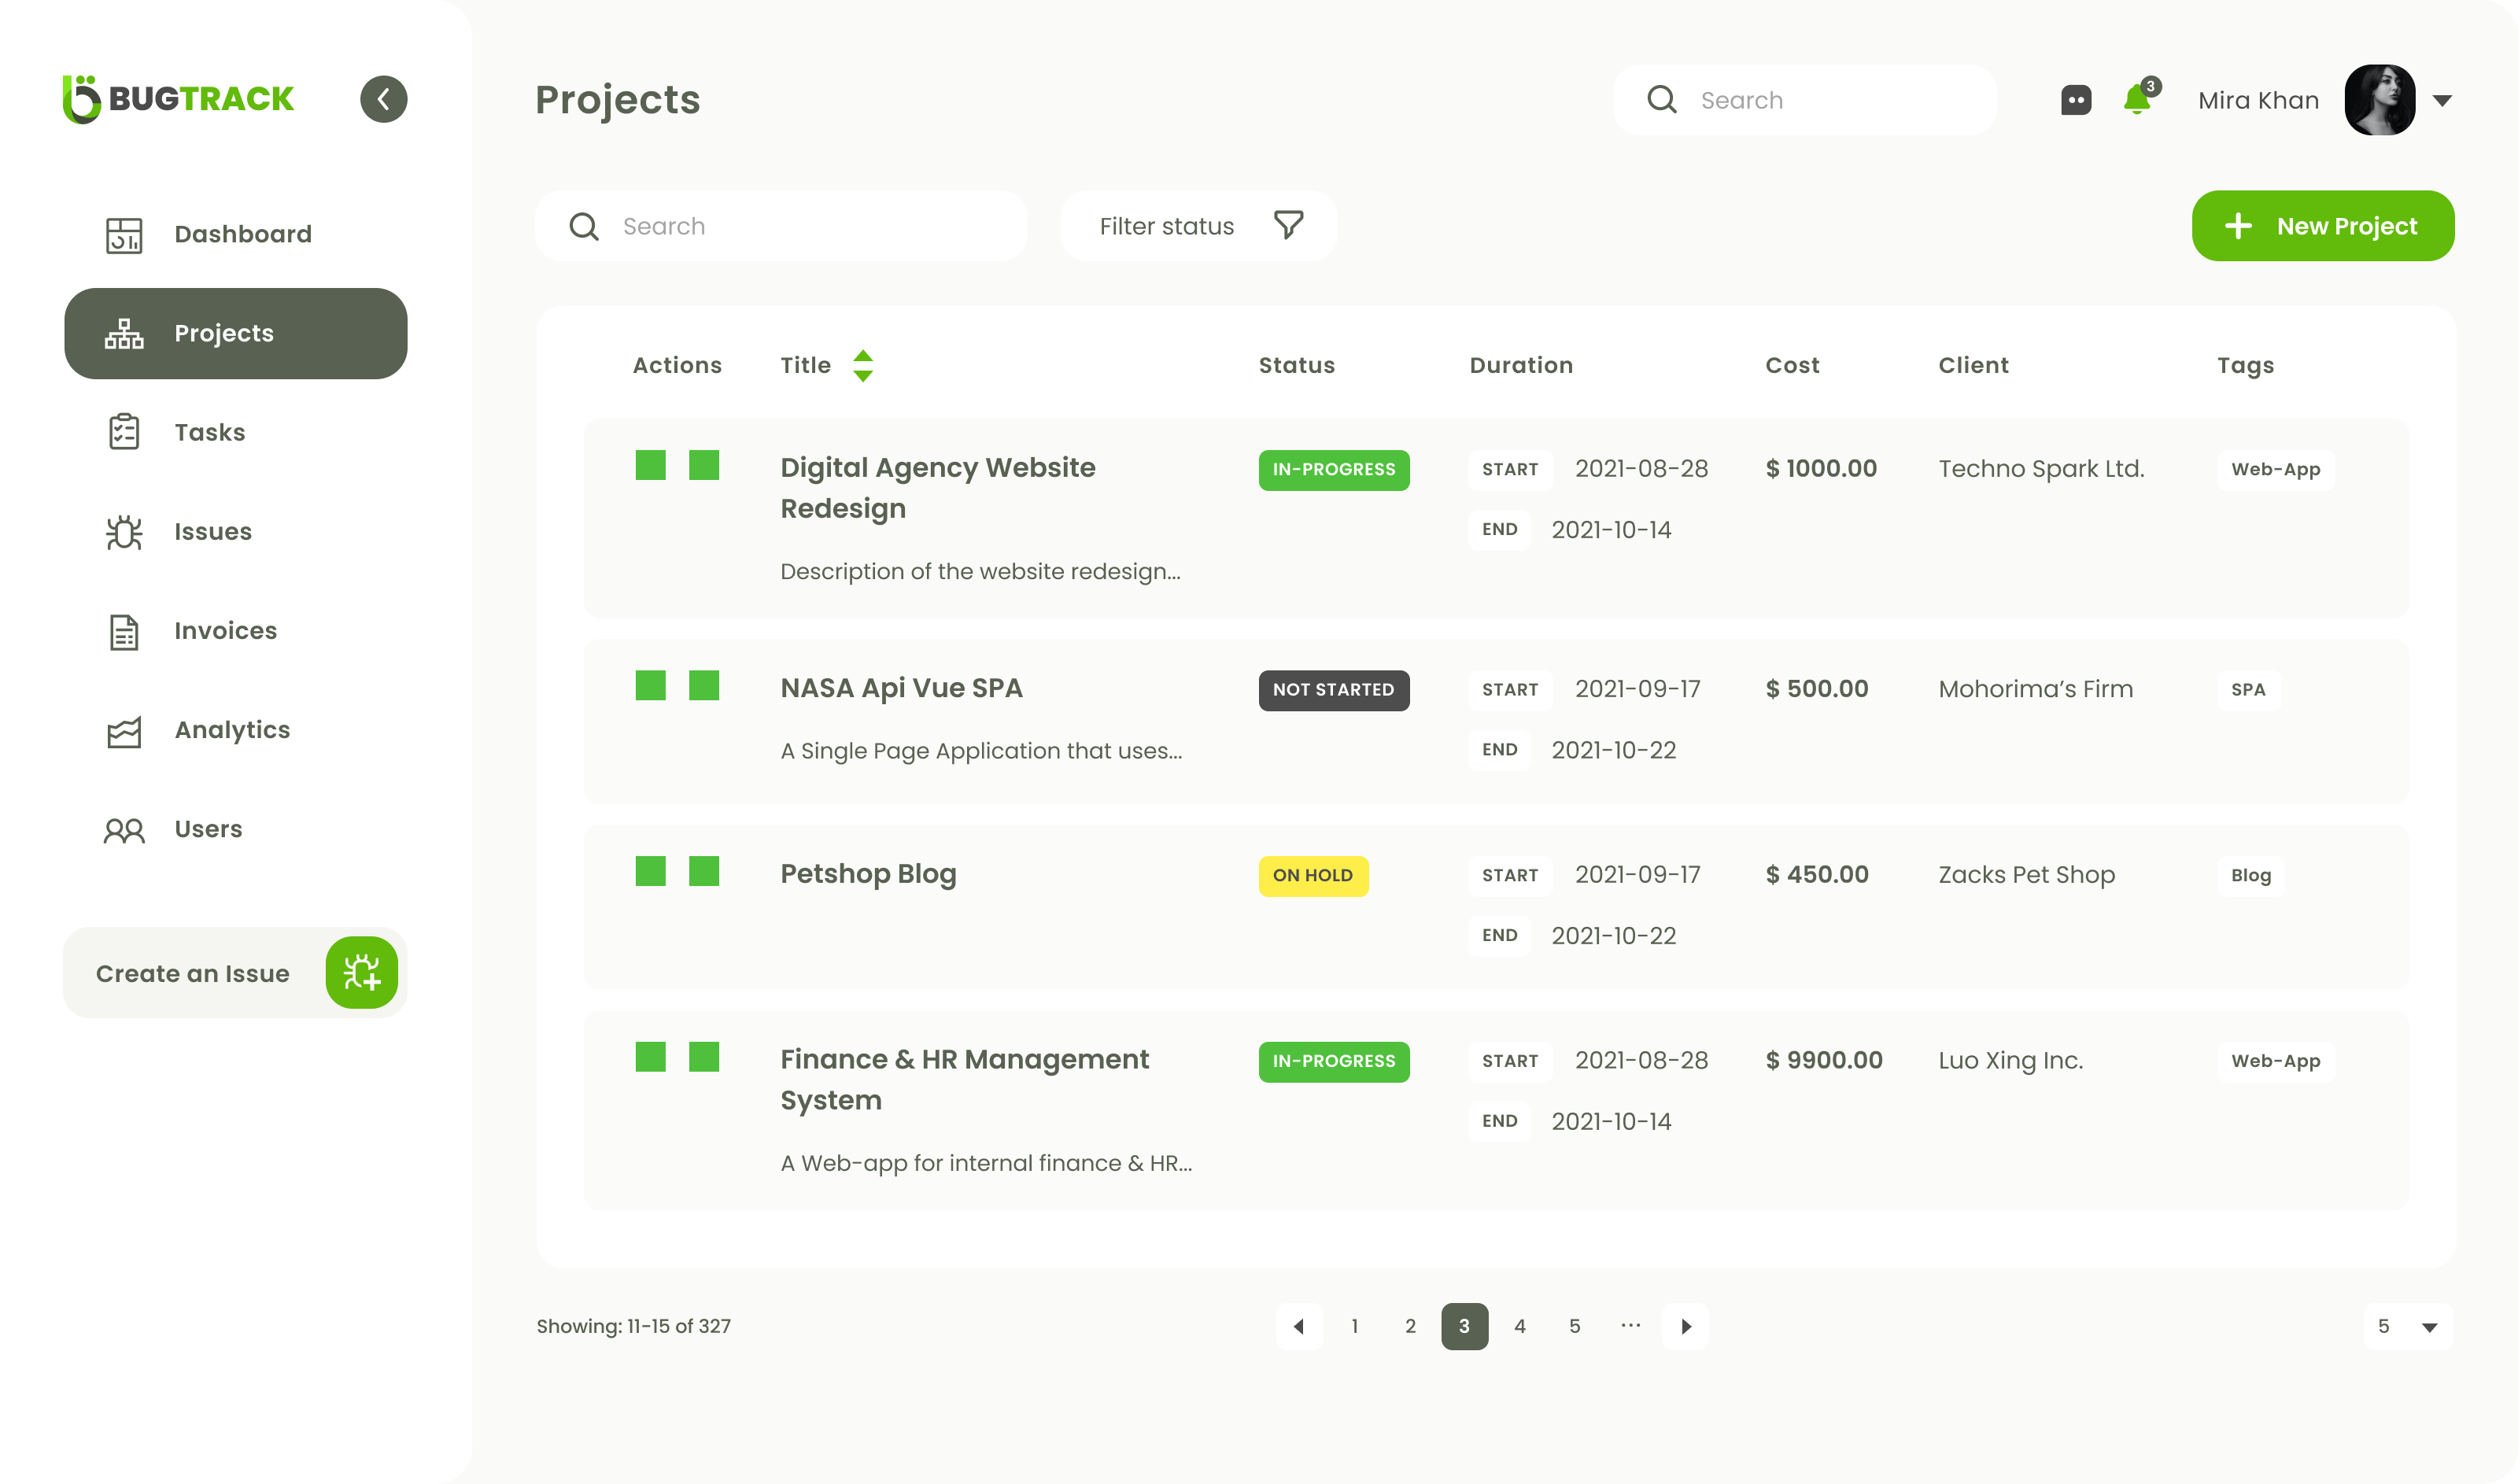 BUGTRACK
Projects
Search
3
Mira Khan
Dashboard
Projects
Tasks
Issues
Invoices
Analytics
Users
Create an Issue
Search
Filter status
New Project
Actions Title Status Duration Cost Client Tags
Digital Agency Website
Redesign
Description of the website redesign...
IN-PROGRESS
START 2021-08-28
END 2021-10-14
$ 1000.00
Techno Spark Ltd.
Web-App
NASA Api Vue SPA
A Single Page Application that uses...
NOT STARTED
START 2021-09-17
END 2021-10-22
$ 500.00
Mohorima’s Firm
SPA
Petshop Blog
ON HOLD
START 2021-09-17
END 2021-10-22
$ 450.00
Zacks Pet Shop
Blog
Finance & HR Management
System
A Web-app for internal finance & HR...
IN-PROGRESS
START 2021-08-28
END 2021-10-14
$ 9900.00
Luo Xing Inc.
Web-App
Showing: 11-15 of 327
1 2 3 4 5 ...
5